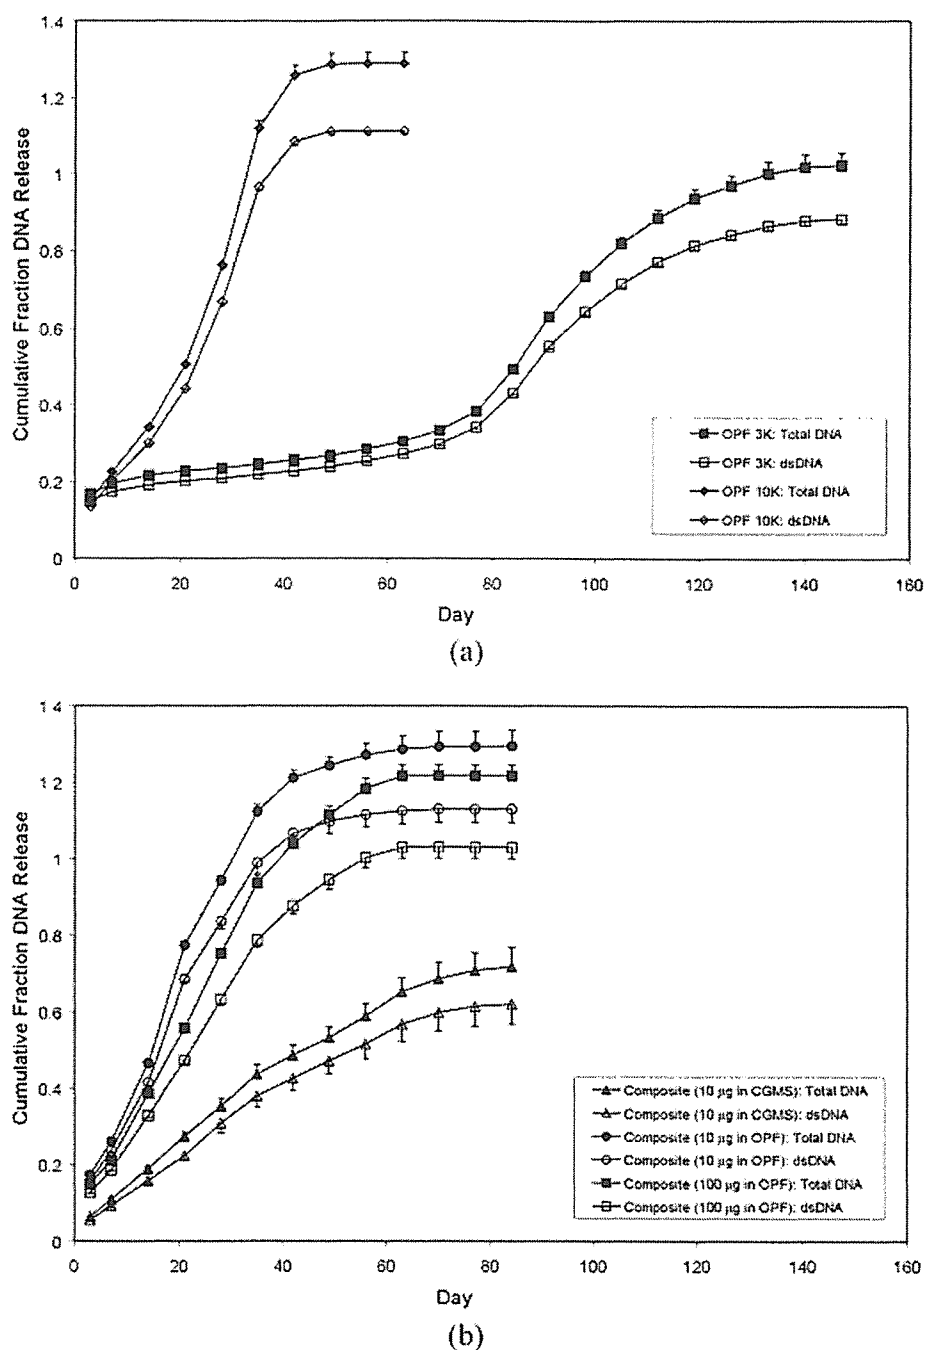 1.4
1.2
1
0.8
0.6
0.4
0.2
0
Cumulative Fraction DNA Release
OPF 3K: Total DNA
OPF 3K: dsDNA
OPF 10K: Total DNA
OPF 10K: dsDNA
0 20 40 60 80 100 120 140 160
Day
(a)
1.4
1.2
1
0.8
0.6
0.4
0.2
0
Cumulative Fraction DNA Release
Composite (10 µg in CGMS): Total DNA
Composite (10 µg in CGMS): dsDNA
Composite (10 µg in OPF): Total DNA
Composite (10 µg in OPF): dsDNA
Composite (100 µg in OPF): Total DNA
Composite (100 µg in OPF): dsDNA
0 20 40 60 80 100 120 140 160
Day
(b)